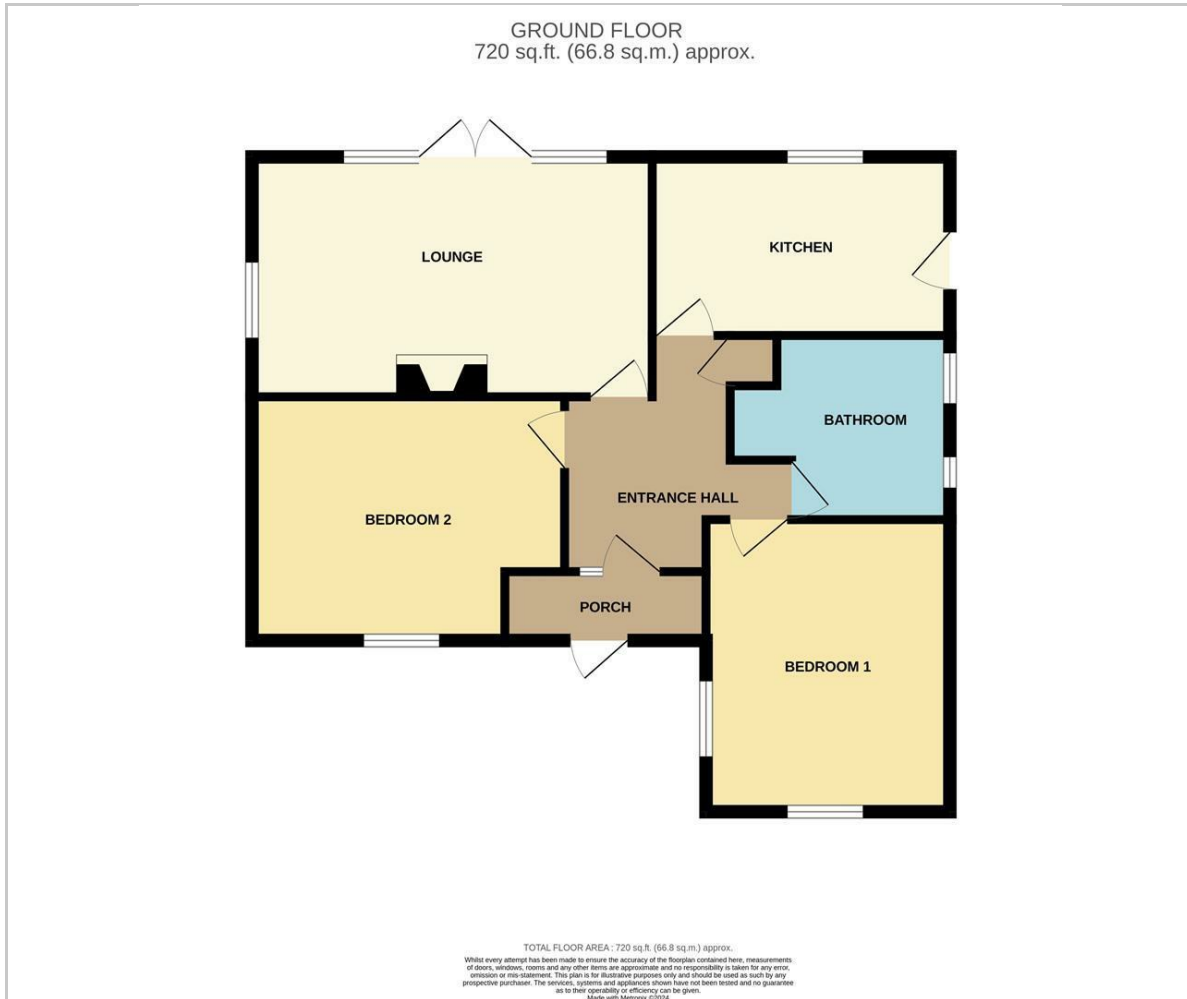 GROUND FLOOR
720 sq.ft. (66.8 sq.m.) approx.
LOUNGE
KITCHEN
BATHROOM
ENTRANCE HALL
BEDROOM 2
PORCH
BEDROOM 1
TOTAL FLOOR AREA : 720 sq.ft. (66.8 sq.m.) approx.
Whilst every attempt has been made to ensure the accuracy of the floorplan contained here, measurements
of doors, windows, rooms and any other items are approximate and no responsibility is taken for any error,
omission or mis-statement. This plan is for illustrative purposes only and should be used as such by any
prospective purchaser. The services, systems and appliances shown have not been tested and no guarantee
as to their operability or efficiency can be given.
Made with Metropix ©2024